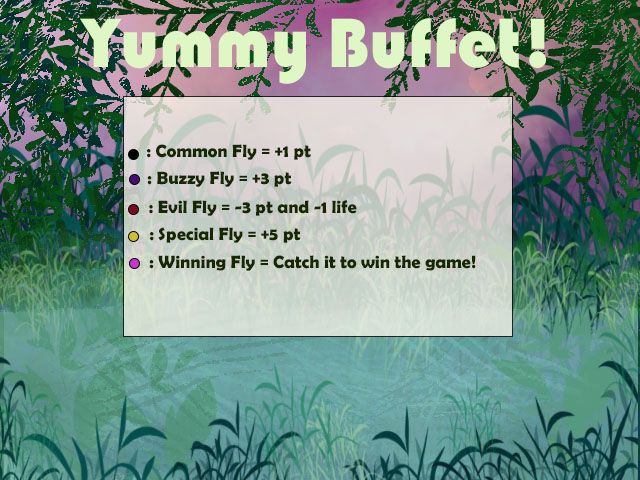 Yummy Buffet!
: Common Fly = +1 pt
: Buzzy Fly = +3 pt
: Evil Fly = -3 pt and -1 life
: Special Fly = +5 pt
: Winning Fly = Catch it to win the game!